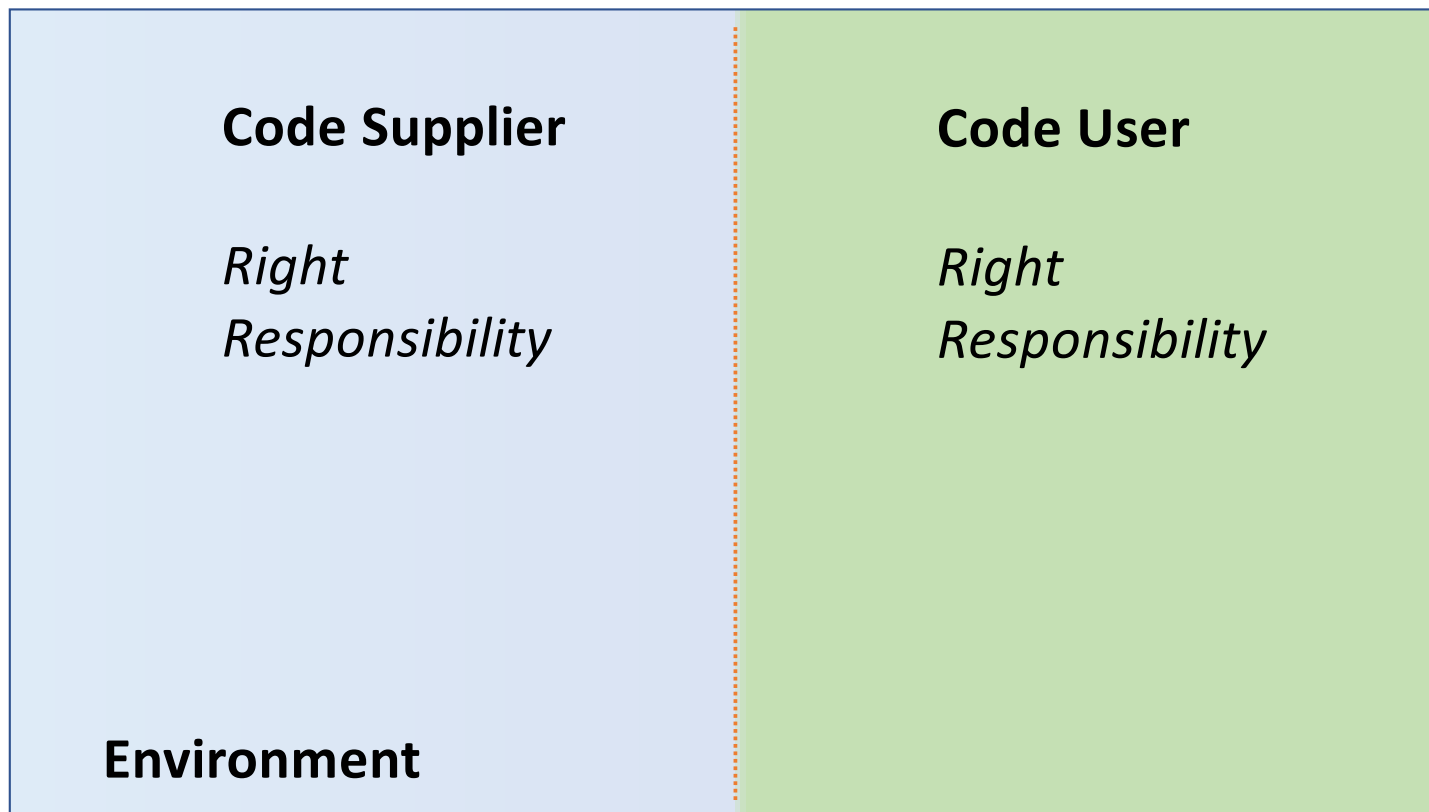 Code Supplier
Right
Responsibility
Environment
Code User
Right
Responsibility